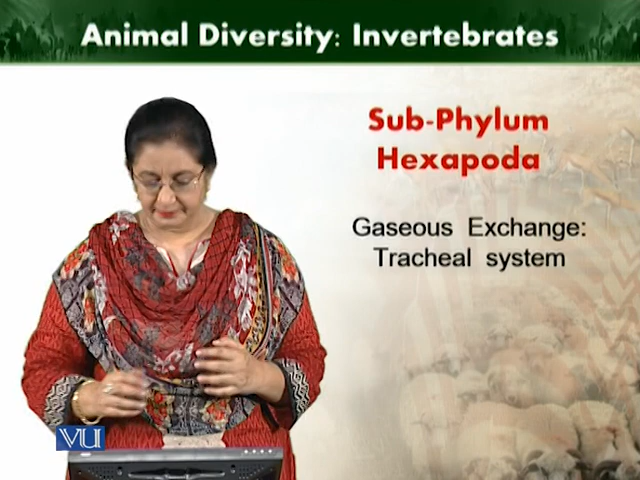 Animal Diversity: Invertebrates
Sub-Phylum
Hexapoda
Gaseous Exchange:
Tracheal system
VU